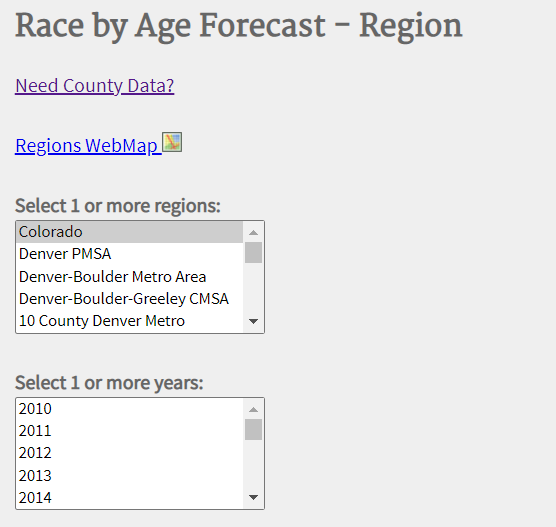 Race by Age Forecast - Region
Need County Data?
Regions WebMap
Select 1 or more regions:
Colorado
Denver PMSA
Denver-Boulder Metro Area
Denver-Boulder-Greeley CMSA
10 County Denver Metro
Select 1 or more years:
2010
2011
2012
2013
2014